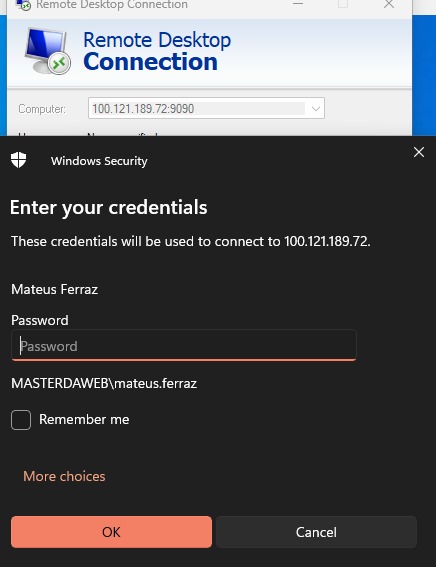 Remote Desktop Connection
Remote Desktop
Connection
Computer:
100.121.189.72:9090
Windows Security
Enter your credentials
These credentials will be used to connect to 100.121.189.72.
Mateus Ferraz
Password
Password
MASTERDAWEB\mateus.ferraz
Remember me
More choices
OK
Cancel